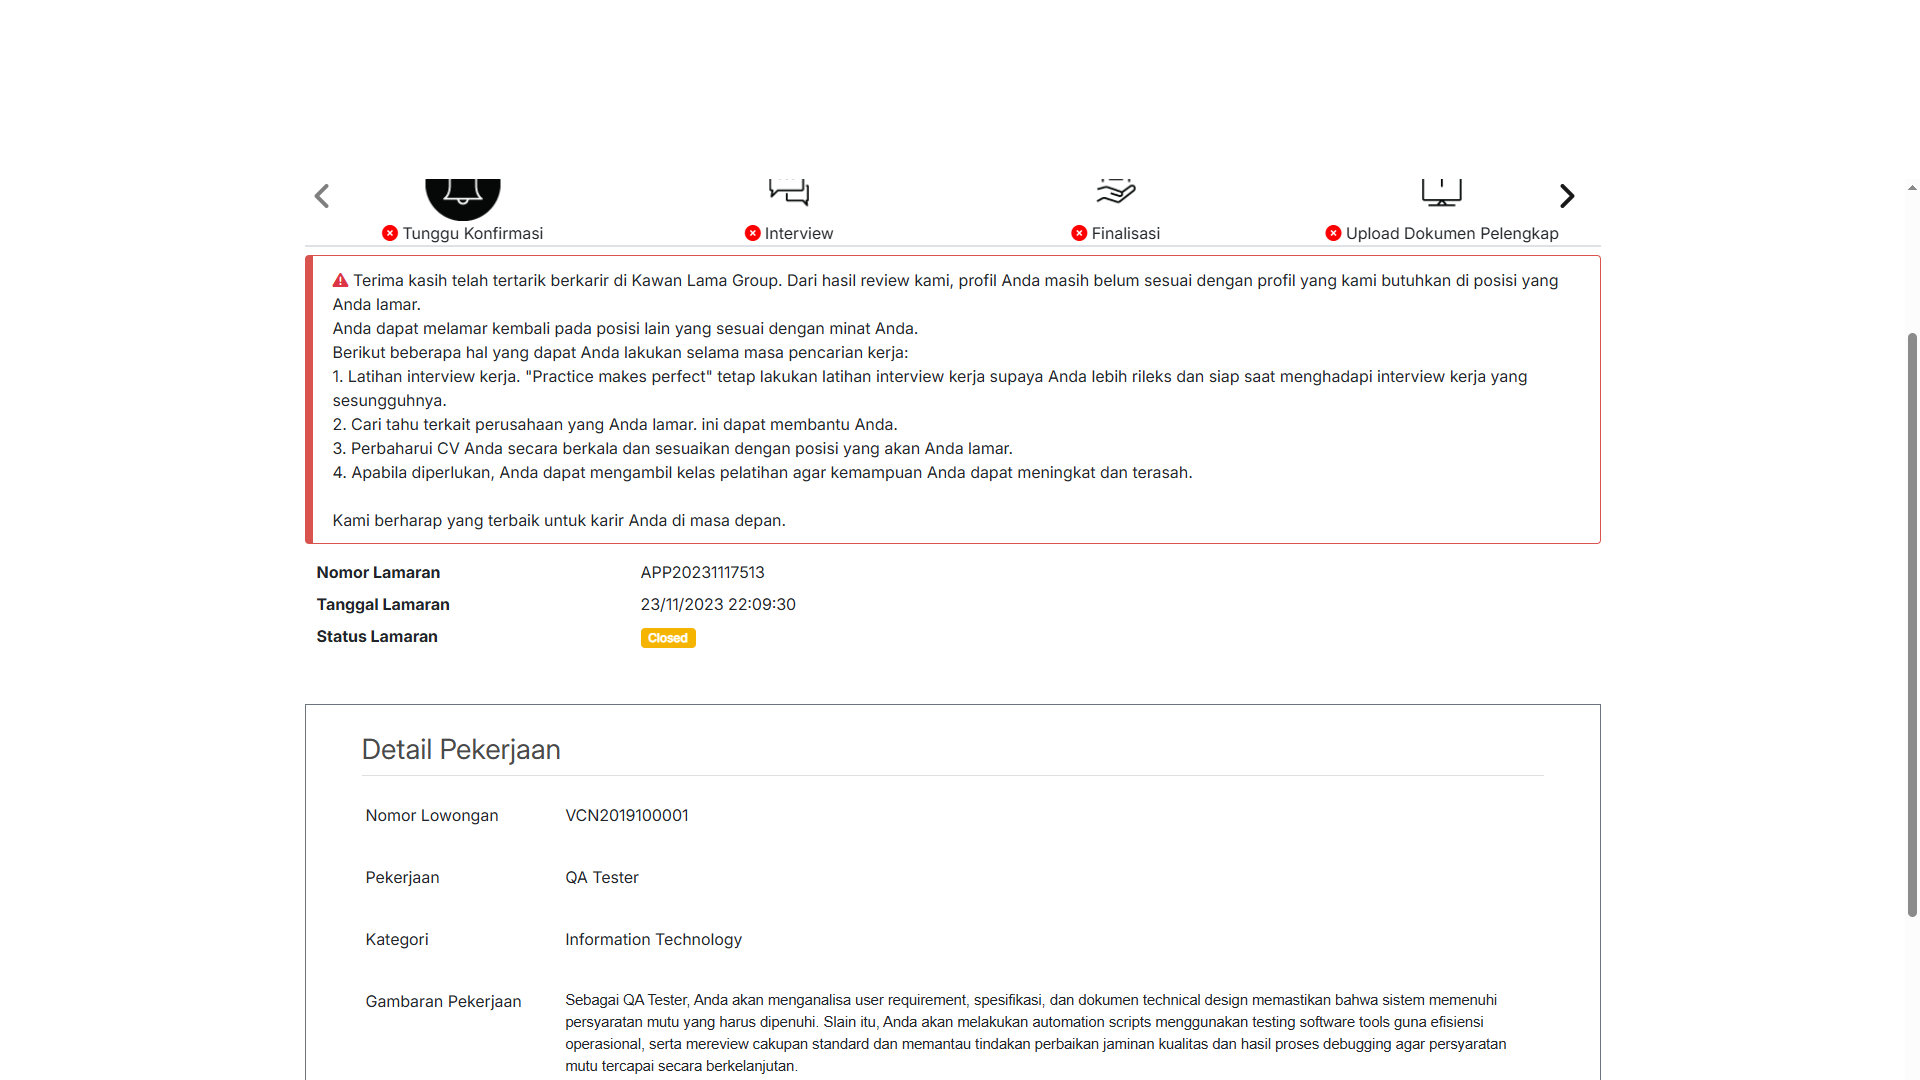 Tunggu Konfirmasi
Interview
Finalisasi
Upload Dokumen Pelengkap
Terima kasih telah tertarik berkarir di Kawan Lama Group. Dari hasil review kami, profil Anda masih belum sesuai dengan profil yang kami butuhkan di posisi yang
Anda lamar.
Anda dapat melamar kembali pada posisi lain yang sesuai dengan minat Anda.
Berikut beberapa hal yang dapat Anda lakukan selama masa pencarian kerja:
1. Latihan interview kerja. "Practice makes perfect" tetap lakukan latihan interview kerja supaya Anda lebih rileks dan siap saat menghadapi interview kerja yang
sesungguhnya.
2. Cari tahu terkait perusahaan yang Anda lamar. ini dapat membantu Anda.
3. Perbaharui CV Anda secara berkala dan sesuaikan dengan posisi yang akan Anda lamar.
4. Apabila diperlukan, Anda dapat mengambil kelas pelatihan agar kemampuan Anda dapat meningkat dan terasah.
Kami berharap yang terbaik untuk karir Anda di masa depan.
Nomor Lamaran APP20231117513
Tanggal Lamaran 23/11/2023 22:09:30
Status Lamaran Closed
Detail Pekerjaan
Nomor Lowongan VCN2019100001
Pekerjaan QA Tester
Kategori Information Technology
Gambaran Pekerjaan Sebagai QA Tester, Anda akan menganalisa user requirement, spesifikasi, dan dokumen technical design memastikan bahwa sistem memenuhi
persyaratan mutu yang harus dipenuhi. Slain itu, Anda akan melakukan automation scripts menggunakan testing software tools guna efisiensi
operasional, serta mereview cakupan standard dan memantau tindakan perbaikan jaminan kualitas dan hasil proses debugging agar persyaratan
mutu tercapai secara berkelanjutan.